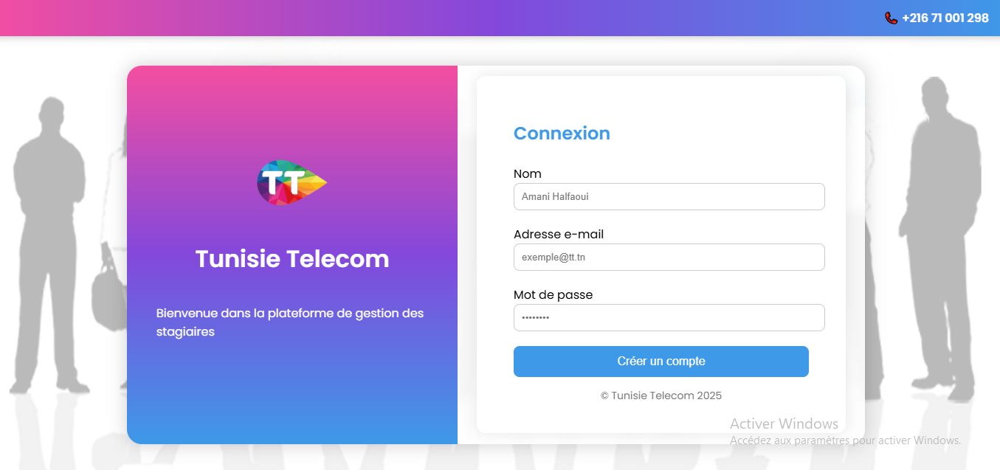 +216 71 001 298
TT
Tunisie Telecom
Bienvenue dans la plateforme de gestion des
stagiaires
Connexion
Nom
Amani Halfaoui
Adresse e-mail
exemple@tt.tn
Mot de passe
••••••••
Créer un compte
© Tunisie Telecom 2025
Activer Windows
Accédez aux paramètres pour activer Windows.